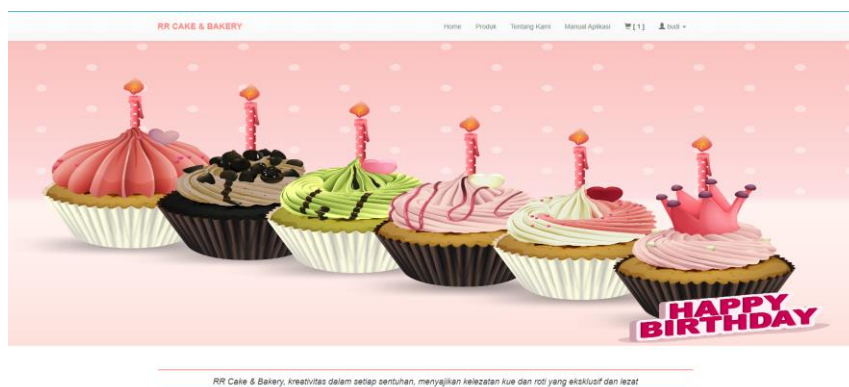 RR CAKE & BAKERY
Home Produk Tentang Kami Manual Aplikasi [ 1 ] budi
HAPPY
BIRTHDAY
RR Cake & Bakery, kreativitas dalam setiap sentuhan, menyajikan kelezatan kue dan roti yang eksklusif dan lezat